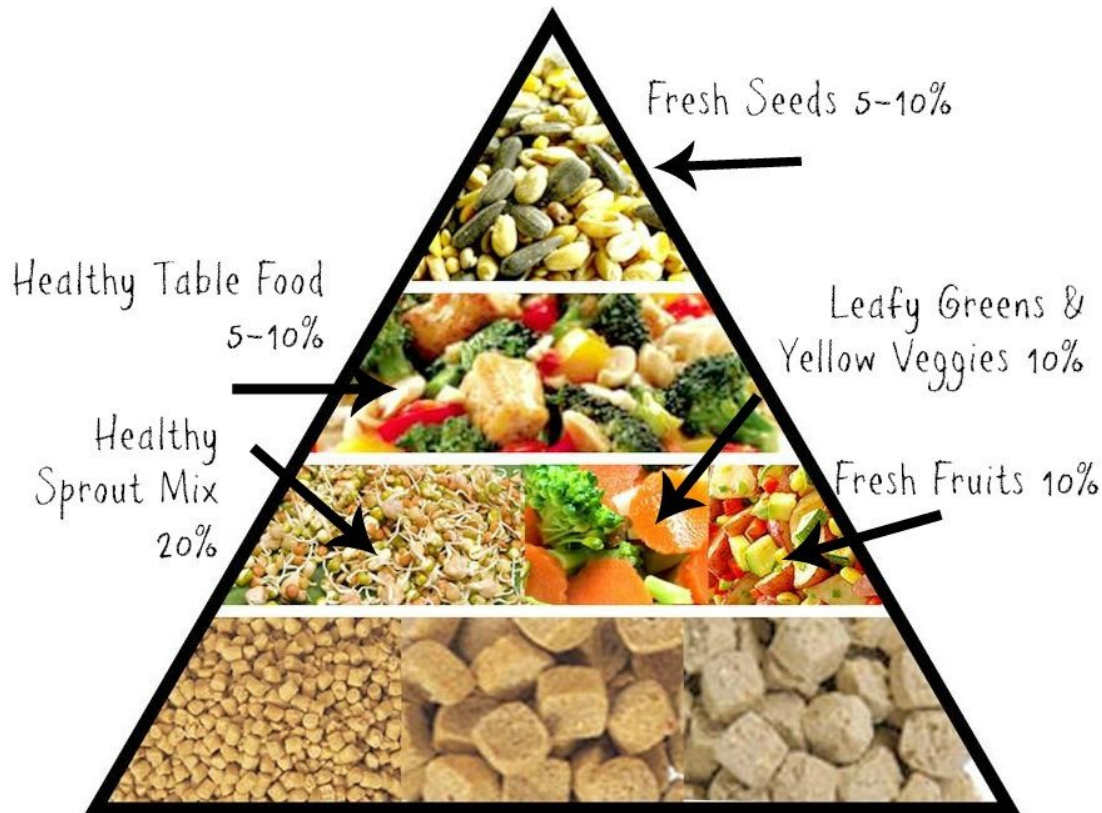 Fresh Seeds 5-10%
Healthy Table Food
5-10%
Leafy Greens &
Yellow Veggies 10%
Healthy
Sprout Mix
20%
Fresh Fruits 10%